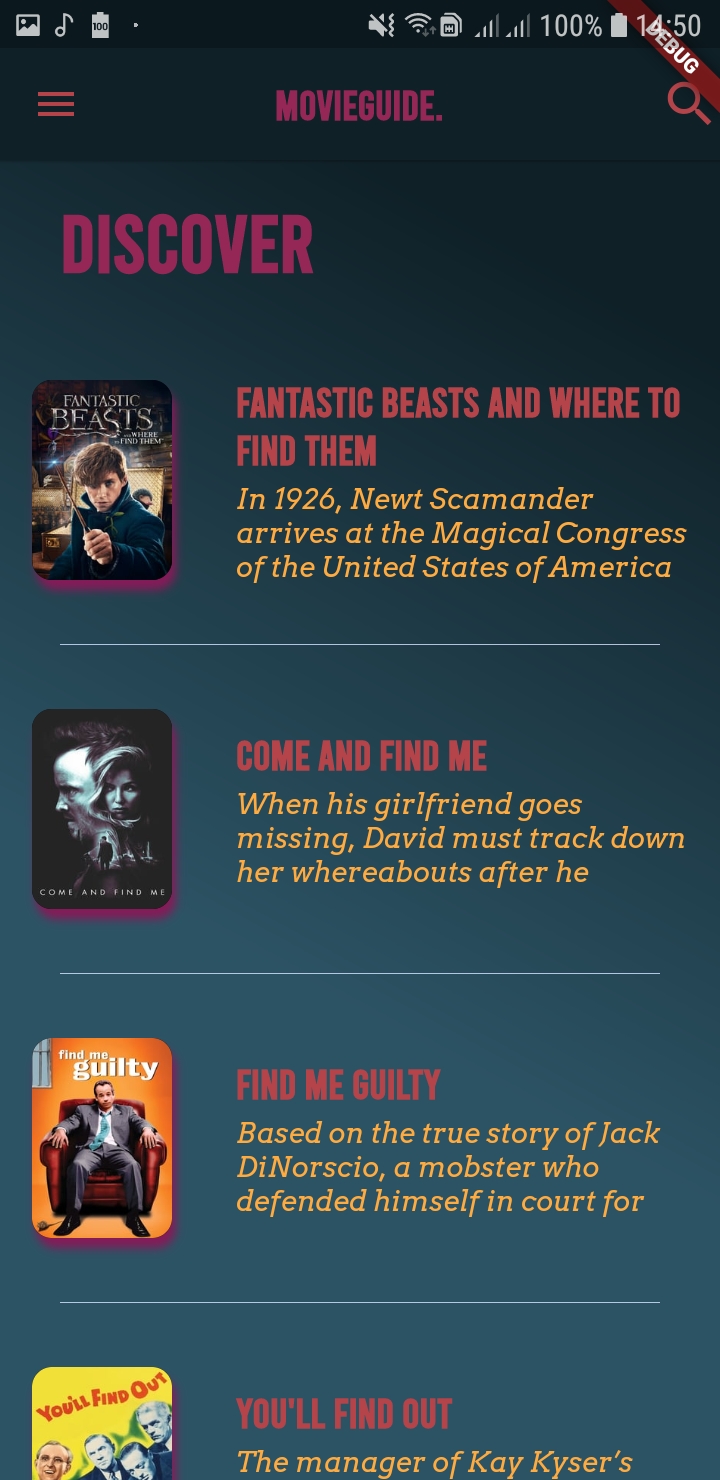 100
100%
14:50
DEBUG
MOVIEGUIDE.
DISCOVER
FANTASTIC
BEASTS
AND WHERE
TO FIND THEM
FANTASTIC BEASTS AND WHERE TO
FIND THEM
In 1926, Newt Scamander
arrives at the Magical Congress
of the United States of America
COME AND FIND ME
COME AND FIND ME
When his girlfriend goes
missing, David must track down
her whereabouts after he
find me
guilty
FIND ME GUILTY
Based on the true story of Jack
DiNorscio, a mobster who
defended himself in court for
YOU'LL FIND OUT
YOU'LL FIND OUT
The manager of Kay Kyser’s